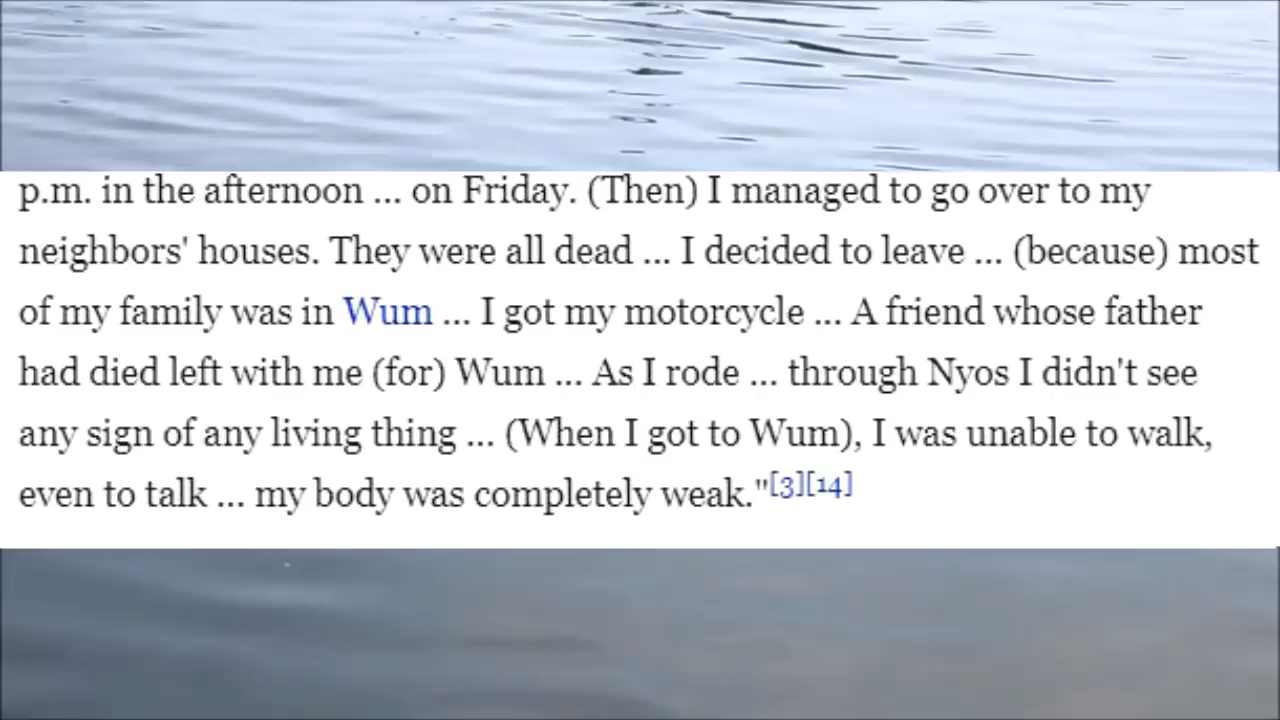 p.m. in the afternoon ... on Friday. (Then) I managed to go over to my
neighbors' houses. They were all dead ... I decided to leave ... (because) most
of my family was in Wum ... I got my motorcycle ... A friend whose father
had died left with me (for) Wum ... As I rode ... through Nyos I didn't see
any sign of any living thing ... (When I got to Wum), I was unable to walk,
even to talk ... my body was completely weak."[3][14]